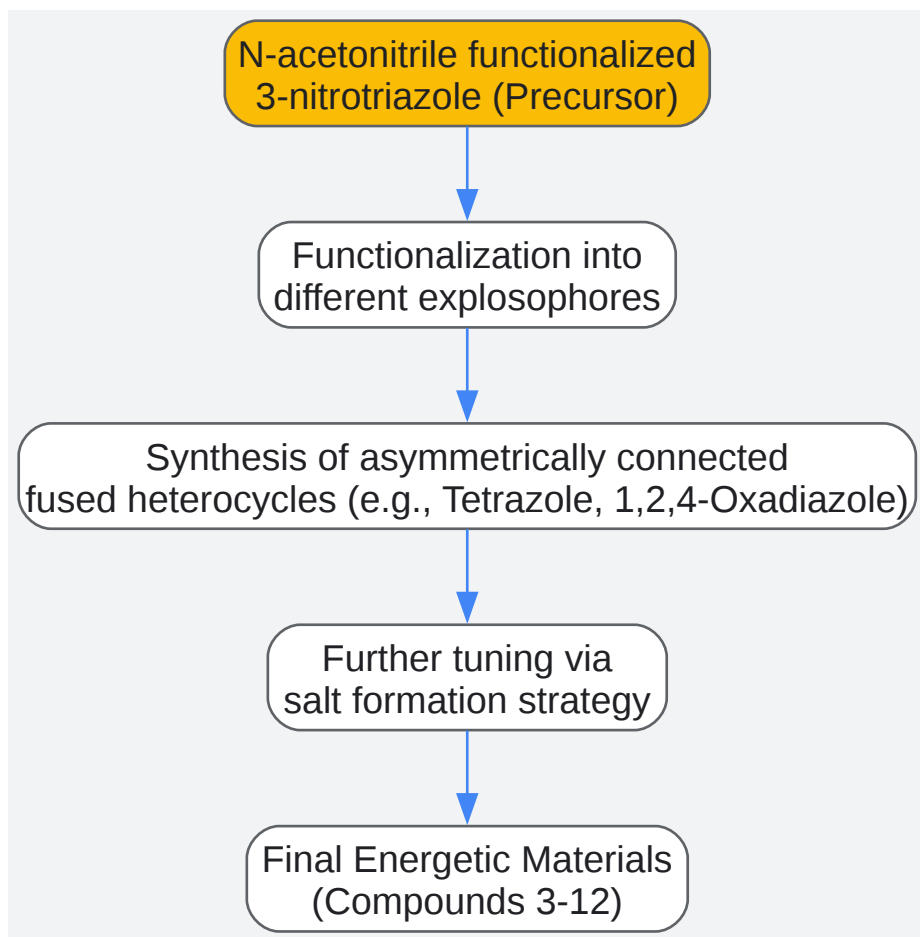 N-acetonitrile functionalized
3-nitrotriazole (Precursor)
Functionalization into
different explosophores
Synthesis of asymmetrically connected
fused heterocycles (e.g., Tetrazole, 1,2,4-Oxadiazole)
Further tuning via
salt formation strategy
Final Energetic Materials
(Compounds 3-12)